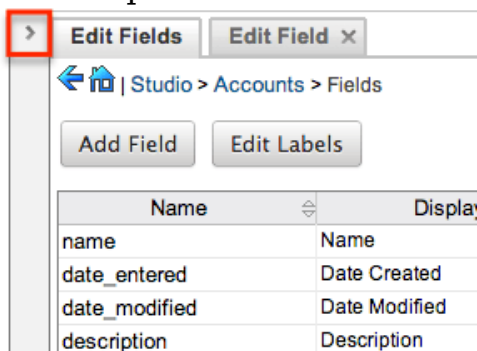 Edit Fields Edit Field ×
| Studio > Accounts > Fields
Add Field Edit Labels
Name Display
name Name
date_entered Date Created
date_modified Date Modified
description Description